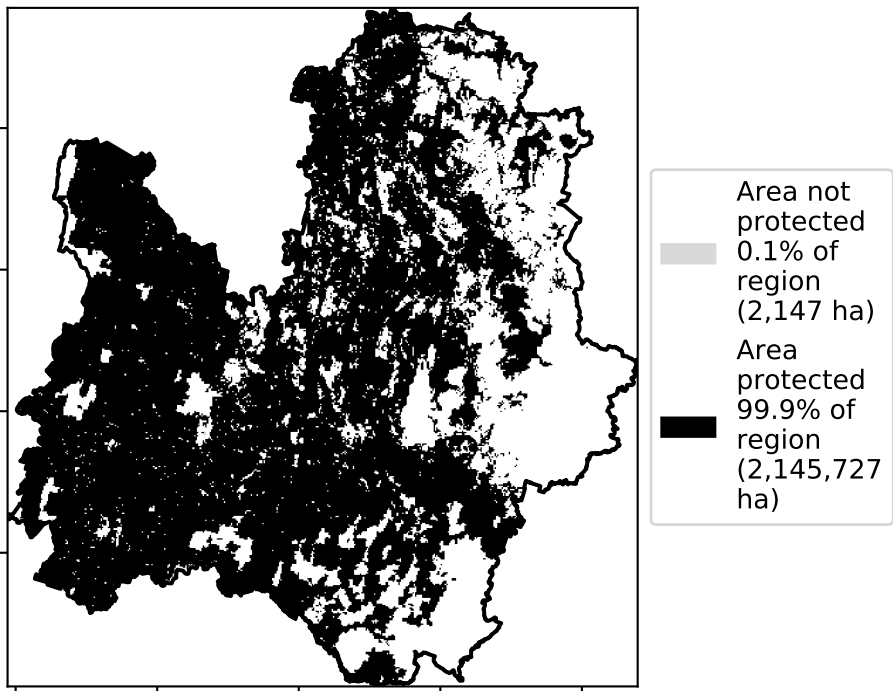 Area not
protected
0.1% of
region
(2,147 ha)
Area
protected
99.9% of
region
(2,145,727
ha)